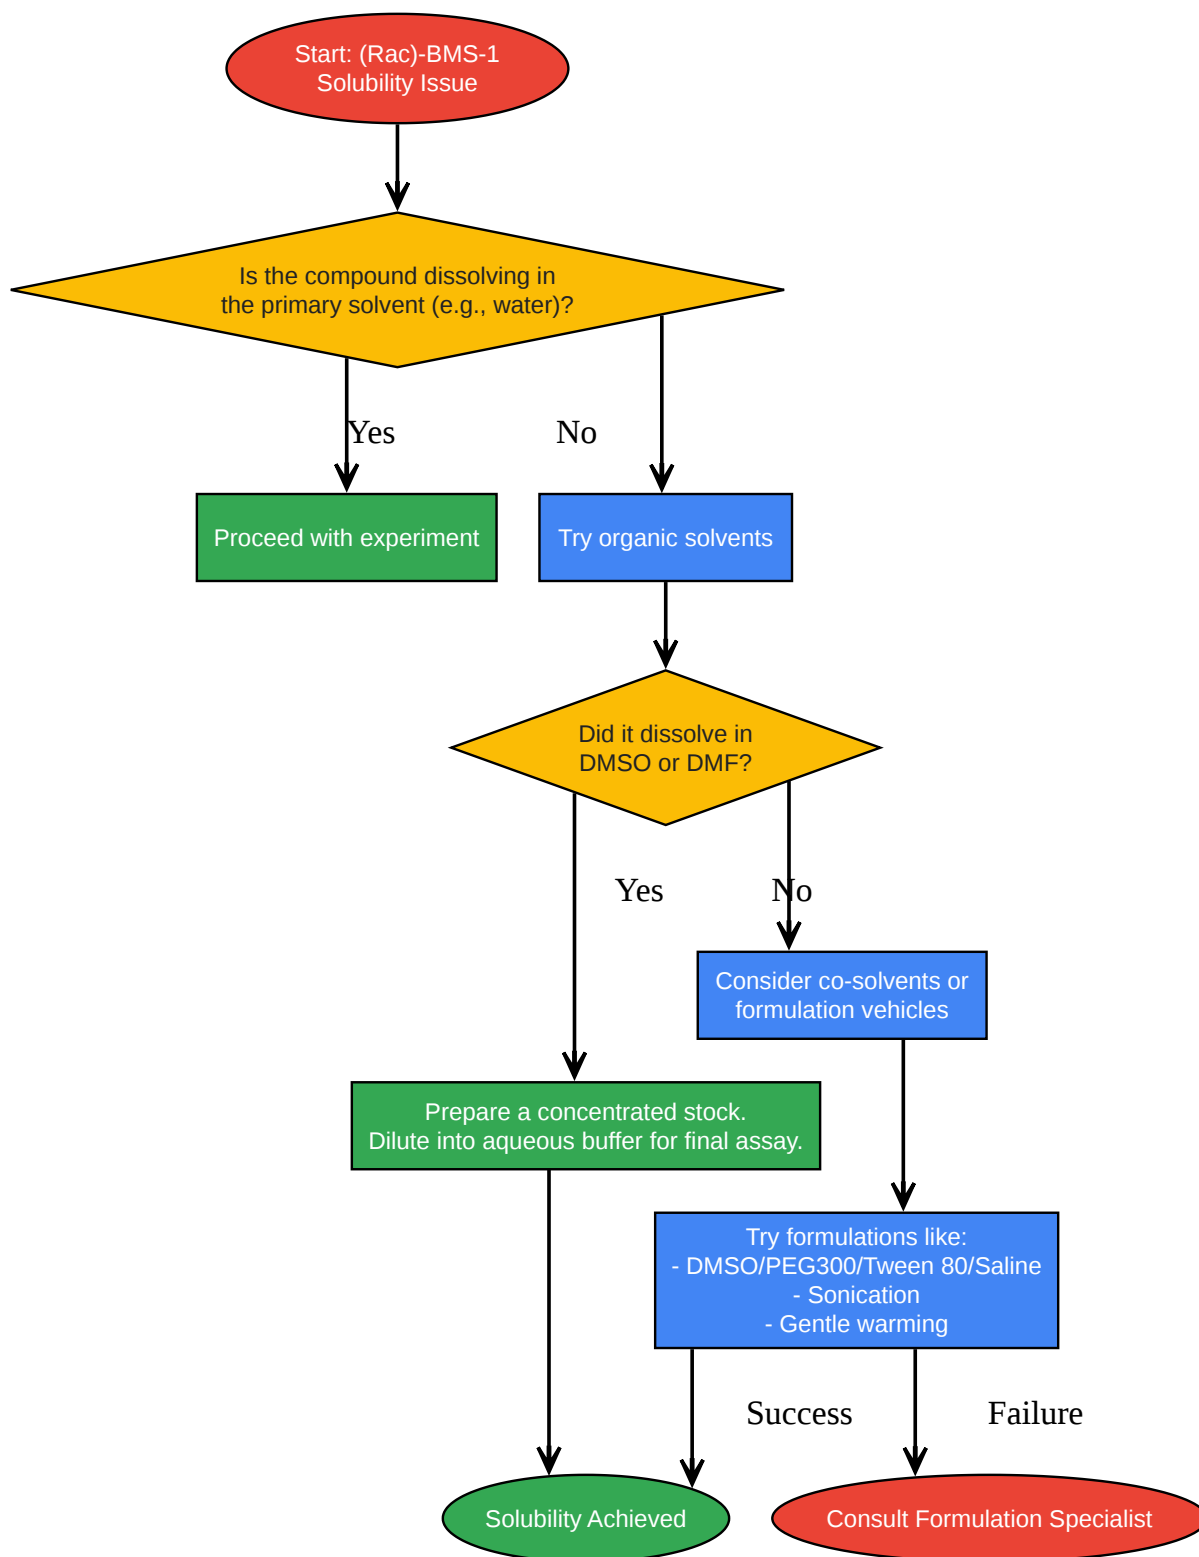 Start: (Rac)-BMS-1
Solubility Issue
Is the compound dissolving in
the primary solvent (e.g., water)?
Yes
No
Proceed with experiment
Try organic solvents
Did it dissolve in
DMSO or DMF?
Yes
No
Consider co-solvents or
formulation vehicles
Prepare a concentrated stock.
Dilute into aqueous buffer for final assay.
Try formulations like:
- DMSO/PEG300/Tween 80/Saline
- Sonication
- Gentle warming
Success
Failure
Solubility Achieved
Consult Formulation Specialist